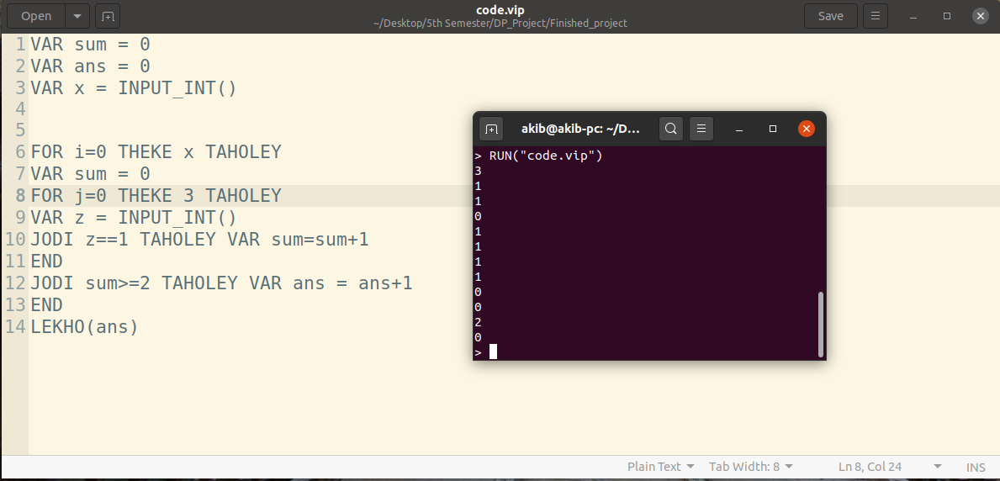 Open
code.vip
~/Desktop/5th Semester/DP_Project/Finished_project
Save
1 VAR sum = 0
2 VAR ans = 0
3 VAR x = INPUT_INT()
4
5
6 FOR i=0 THEKE x TAHOLEY
7 VAR sum = 0
8 FOR j=0 THEKE 3 TAHOLEY
9 VAR z = INPUT_INT()
10 JODI z==1 TAHOLEY VAR sum=sum+1
11 END
12 JODI sum>=2 TAHOLEY VAR ans = ans+1
13 END
14 LEKHO(ans)
akib@akib-pc: ~/D...
> RUN("code.vip")
3
1
1
0
1
1
1
1
0
0
2
0
>
Plain Text
Tab Width: 8
Ln 8, Col 24
INS